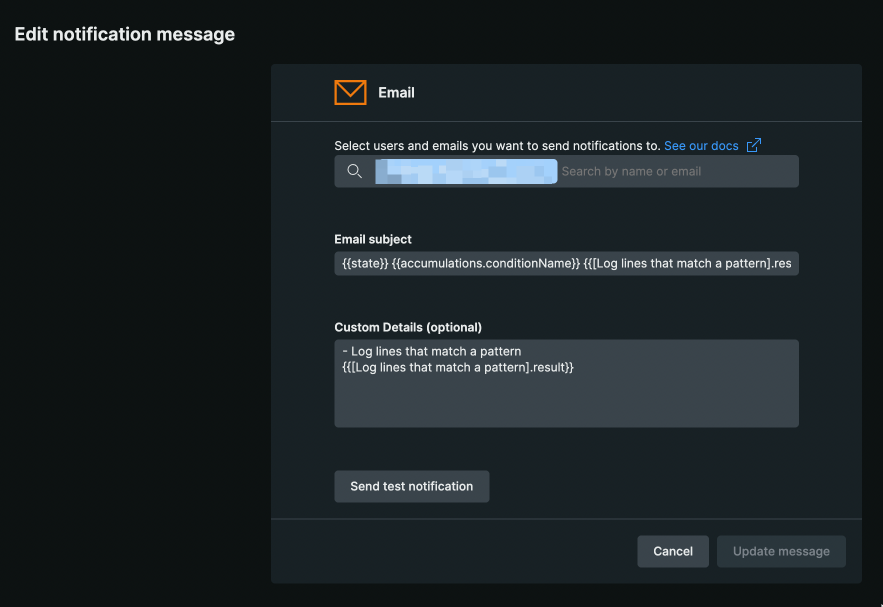 Edit notification message
Email
Select users and emails you want to send notifications to. See our docs
Search by name or email
Email subject
{{state}} {{accumulations.conditionName}} {{[Log lines that match a pattern].res
Custom Details (optional)
- Log lines that match a pattern
{{[Log lines that match a pattern].result}}
Send test notification
Cancel
Update message